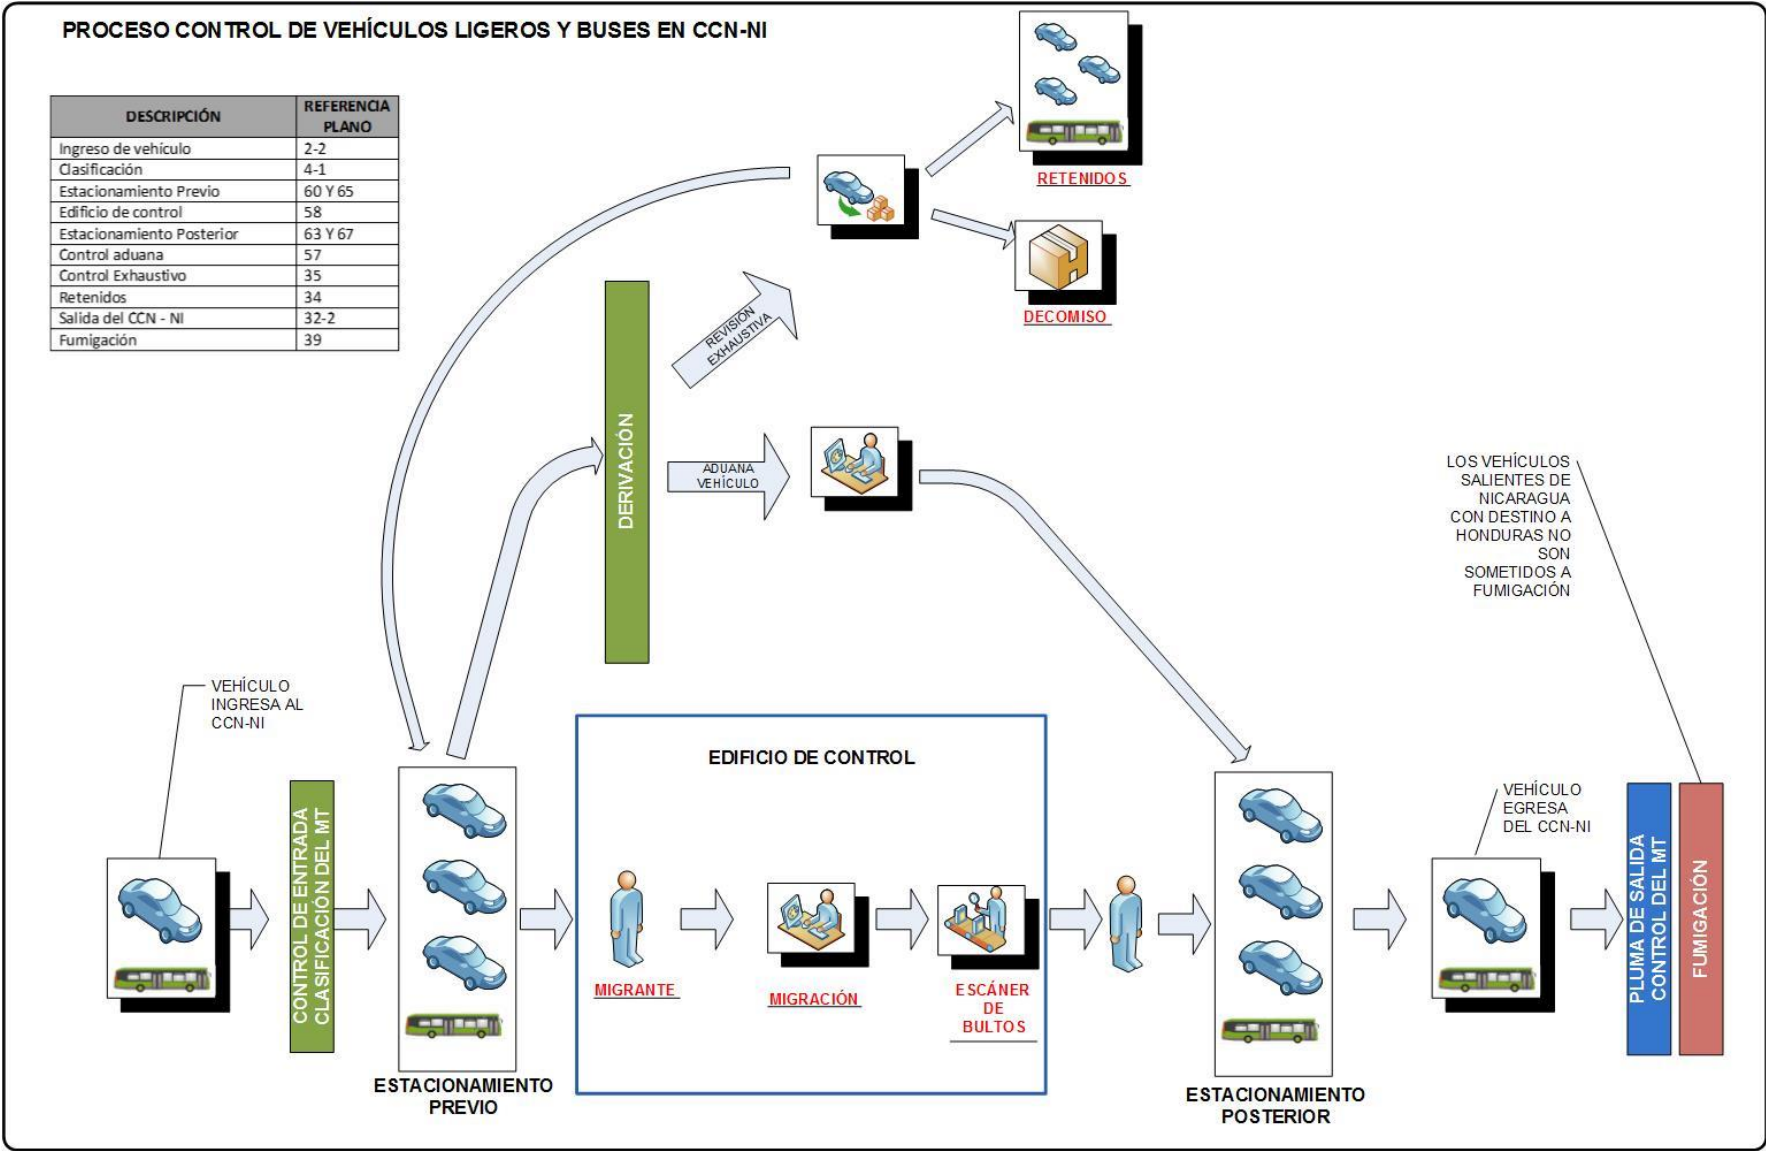 PROCESO CONTROL DE VEHÍCULOS LIGEROS Y BUSES EN CCN-NI
DESCRIPCIÓN REFERENCIA PLANO
Ingreso de vehículo 2-2
Clasificación 4-1
Estacionamiento Previo 60 Y 65
Edificio de control 58
Estacionamiento Posterior 63 Y 67
Control aduana 57
Control Exhaustivo 35
Retenidos 34
Salida del CCN - NI 32-2
Fumigación 39
RETENIDOS
DECOMISO
REVISIÓN
EXHAUSTIVA
DERIVACIÓN
ADUANA
VEHÍCULO
LOS VEHÍCULOS
SALIENTES DE
NICARAGUA
CON DESTINO A
HONDURAS NO
SON
SOMETIDOS A
FUMIGACIÓN
VEHÍCULO
INGRESA AL
CCN-NI
CONTROL DE ENTRADA
CLASIFICACIÓN DEL MT
ESTACIONAMIENTO
PREVIO
EDIFICIO DE CONTROL
MIGRANTE
MIGRACIÓN
ESCÁNER
DE
BULTOS
ESTACIONAMIENTO
POSTERIOR
VEHÍCULO
EGRESA
DEL CCN-NI
PLUMA DE SALIDA
CONTROL DEL MT
FUMIGACIÓN